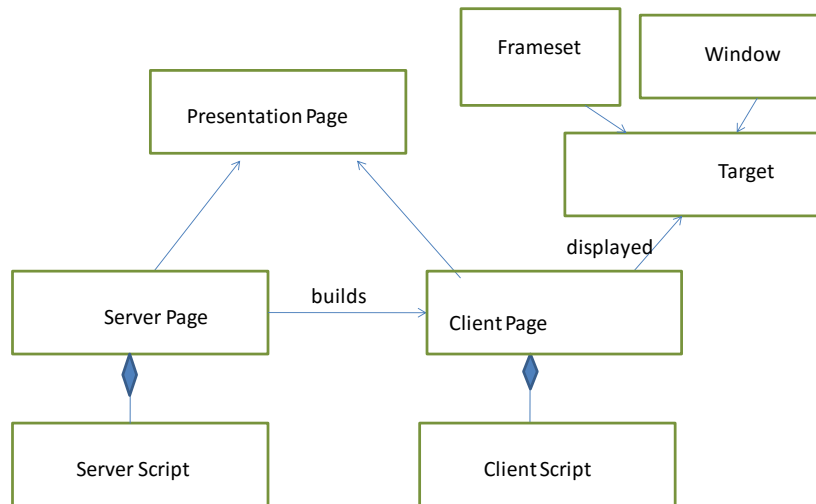 Frameset
Window
Presentation Page
Target
displayed
builds
Server Page
Client Page
Server Script
Client Script